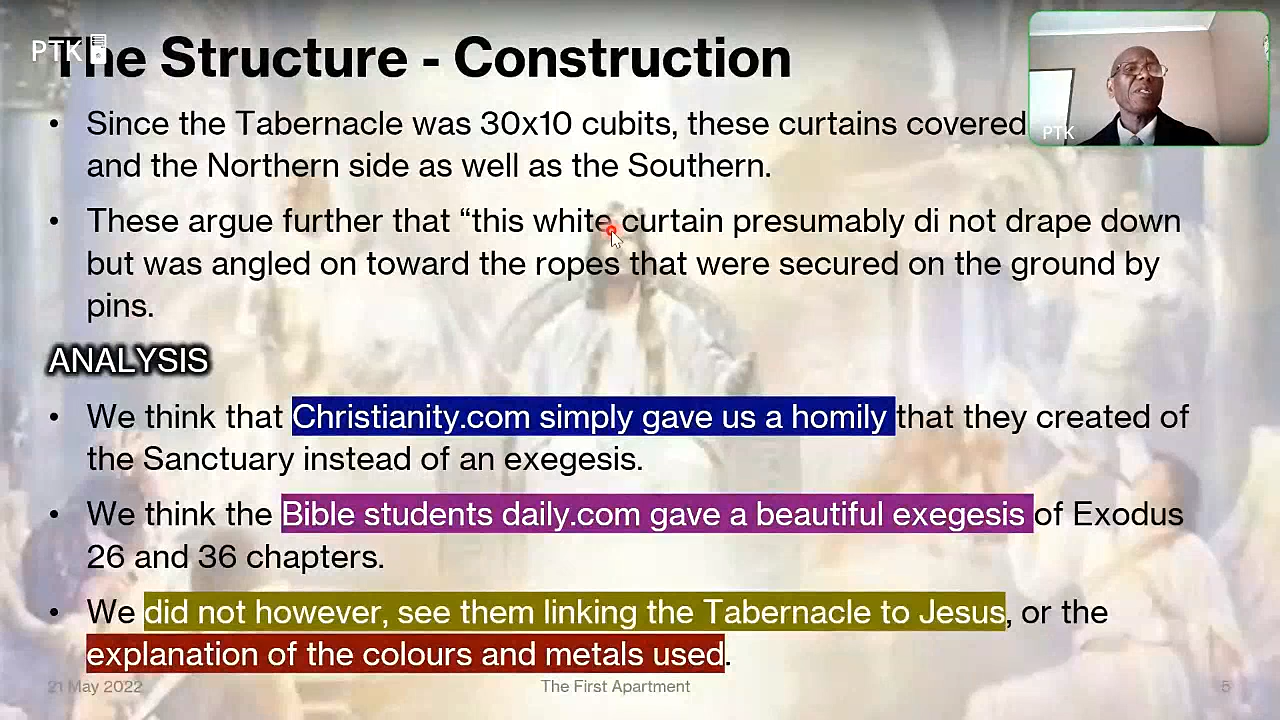 PTK
The Structure - Construction
PTK
• Since the Tabernacle was 30x10 cubits, these curtains covered
and the Northern side as well as the Southern.
• These argue further that “this white curtain presumably di not drape down
but was angled on toward the ropes that were secured on the ground by
pins.
ANALYSIS
• We think that Christianity.com simply gave us a homily that they created of
the Sanctuary instead of an exegesis.
• We think the Bible students daily.com gave a beautiful exegesis of Exodus
26 and 36 chapters.
• We did not however, see them linking the Tabernacle to Jesus, or the
explanation of the colours and metals used.
21 May 2022
The First Apartment
5